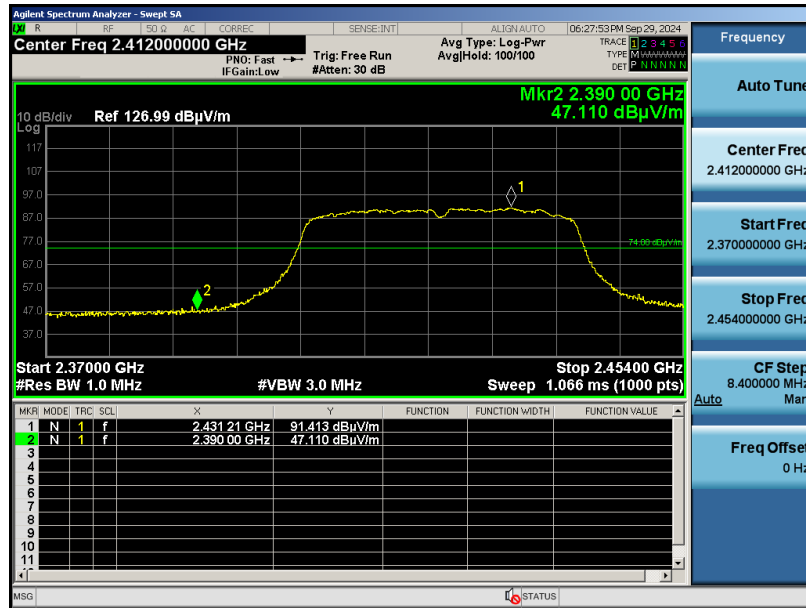 Agilent Spectrum Analyzer - Swept SA
LXI R RF 50 Ω AC CORREC SENSE:INT ALIGN AUTO 06:27:53 PM Sep 29, 2024
Center Freq 2.412000000 GHz
PNO: Fast
IFGain:Low
Trig: Free Run
#Atten: 30 dB
Avg Type: Log-Pwr
Avg|Hold: 100/100
TRACE 1 2 3 4 5 6
TYPE M WWWWW
DET P N N N N N
Mkr2 2.390 00 GHz
47.110 dBµV/m
10 dB/div Ref 126.99 dBµV/m
Log
117
107
97.0
87.0
77.0
67.0
57.0
47.0
37.0
1
2
74.00 dBµV/m
Start 2.37000 GHz Stop 2.45400 GHz
#Res BW 1.0 MHz #VBW 3.0 MHz Sweep 1.066 ms (1000 pts)
MKR MODE TRC SCL X Y FUNCTION FUNCTION WIDTH FUNCTION VALUE
1 N 1 f 2.431 21 GHz 91.413 dBµV/m
2 N 1 f 2.390 00 GHz 47.110 dBµV/m
3
4
5
6
7
8
9
10
11
MSG STATUS
Frequency
Auto Tune
Center Freq
2.412000000 GHz
Start Freq
2.370000000 GHz
Stop Freq
2.454000000 GHz
CF Step
8.400000 MHz
Auto Man
Freq Offset
0 Hz